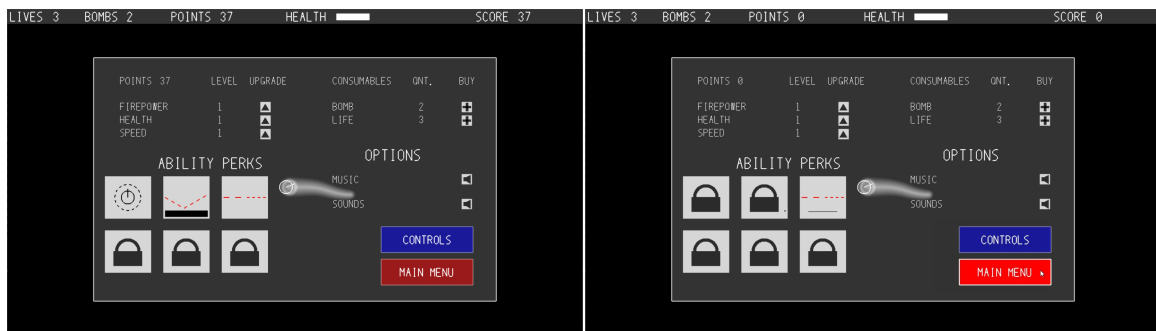 LIVES 3 BOMBS 2 POINTS 37 HEALTH SCORE 37
POINTS 37 LEVEL UPGRADE CONSUMABLES QNT. BUY
FIREPOWER 1 BOMB 2
HEALTH 1 LIFE 3
SPEED 1
ABILITY PERKS OPTIONS
MUSIC
SOUNDS
CONTROLS
MAIN MENU
LIVES 3 BOMBS 2 POINTS 0 HEALTH SCORE 0
POINTS 0 LEVEL UPGRADE CONSUMABLES QNT. BUY
FIREPOWER 1 BOMB 2
HEALTH 1 LIFE 3
SPEED 1
ABILITY PERKS OPTIONS
MUSIC
SOUNDS
CONTROLS
MAIN MENU